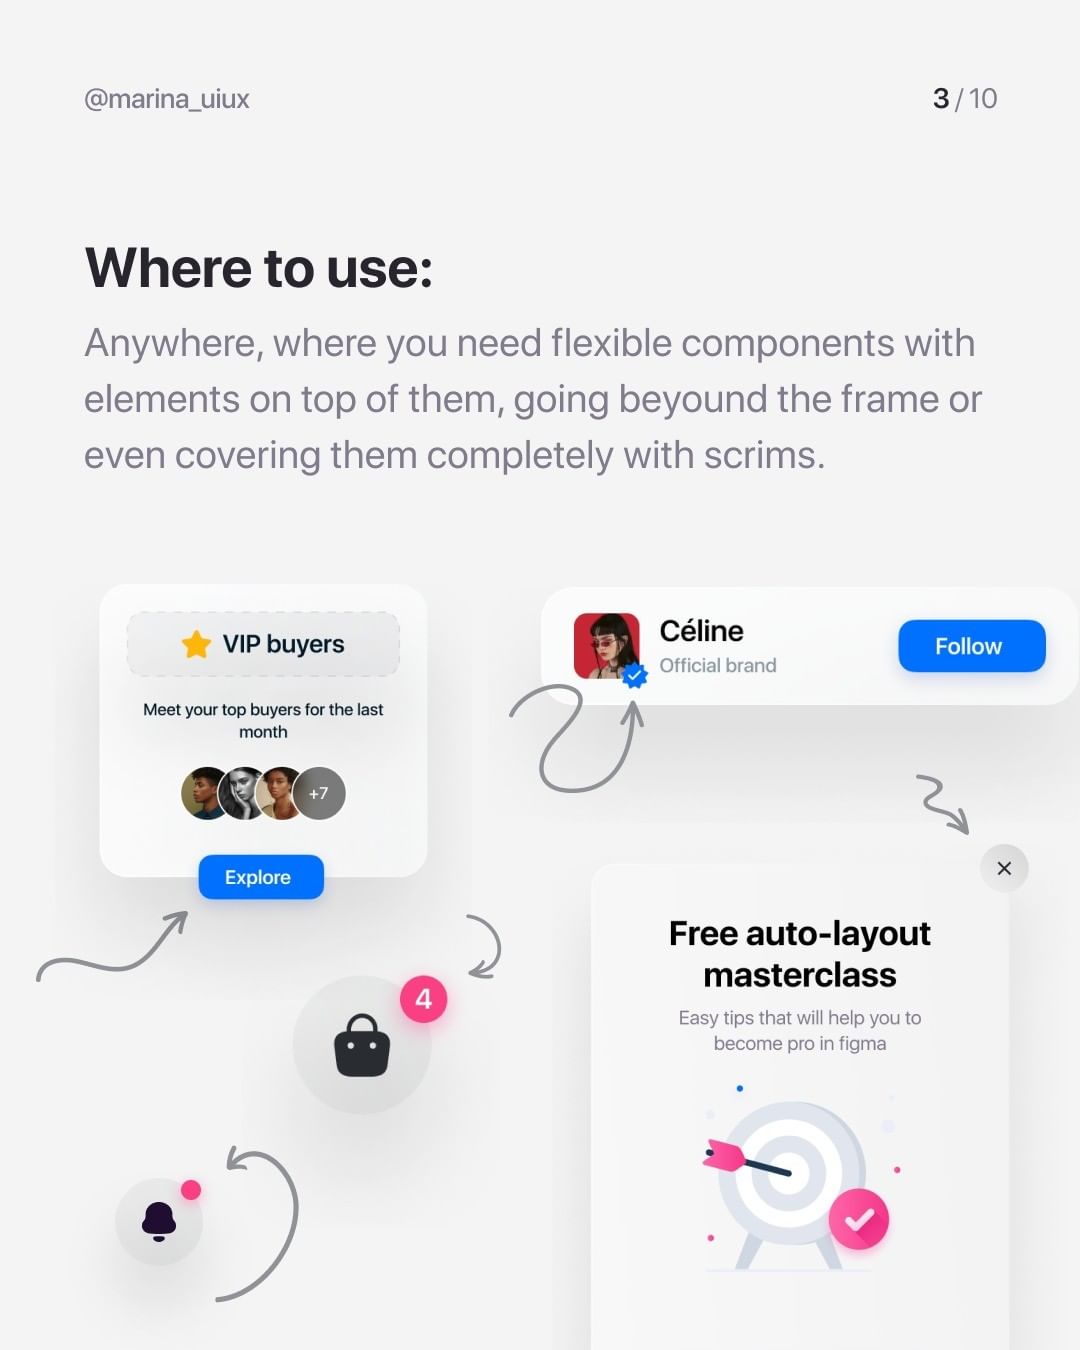 @marina_uiux
3 / 10
Where to use:
Anywhere, where you need flexible components with
elements on top of them, going beyound the frame or
even covering them completely with scrims.
VIP buyers
Meet your top buyers for the last
month
+7
Explore
Céline
Official brand
Follow
4
Free auto-layout
masterclass
Easy tips that will help you to
become pro in figma